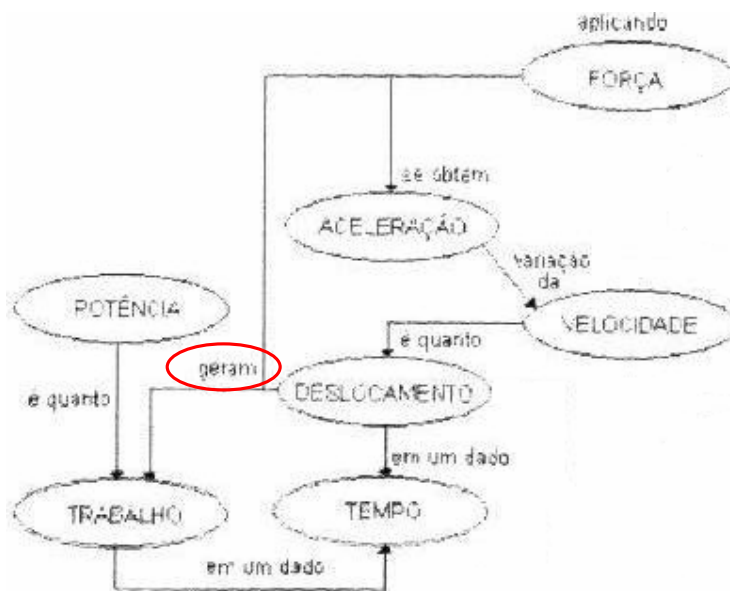 aplicando
FORÇA
se obtem
ACELERAÇÃO
variação
da
POTÊNCIA
VELOCIDADE
é quanto
geram
DESLOCAMENTO
é quanto
em um dado
TRABALHO
TEMPO
em um dado